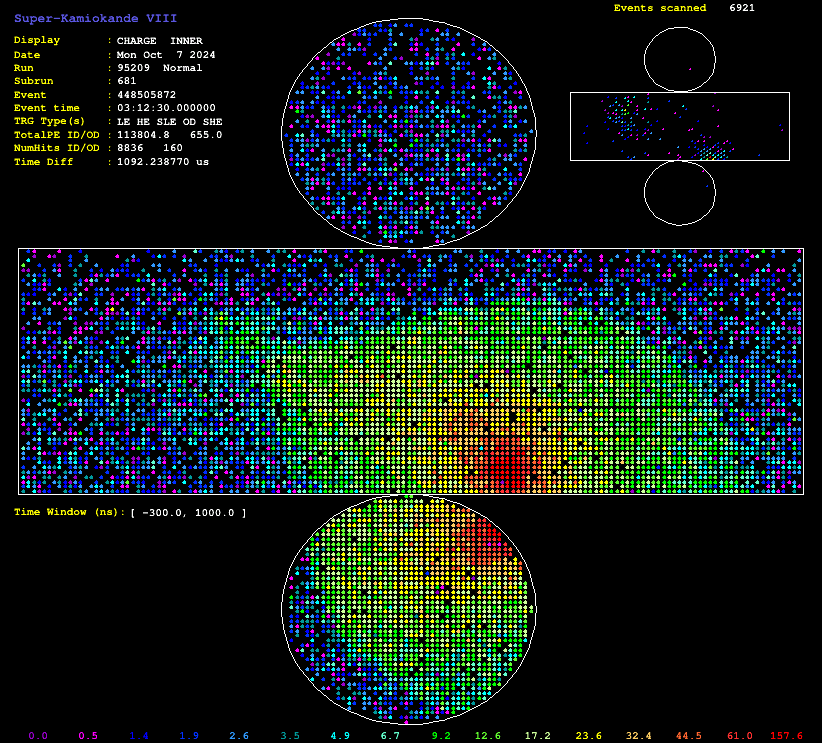 Super-Kamiokande VIII
Events scanned 6921
Display : CHARGE INNER
Date : Mon Oct 7 2024
Run : 95209 Normal
Subrun : 681
Event : 448505872
Event time : 03:12:30.000000
TRG Type(s) : LE HE SLE OD SHE
TotalPE ID/OD : 113804.8 655.0
NumHits ID/OD : 8836 160
Time Diff : 1092.238770 us
Time Window (ns): [ -300.0, 1000.0 ]
0.0 0.5 1.4 1.9 2.6 3.5 4.9 6.7 9.2 12.6 17.2 23.6 32.4 44.5 61.0 157.6